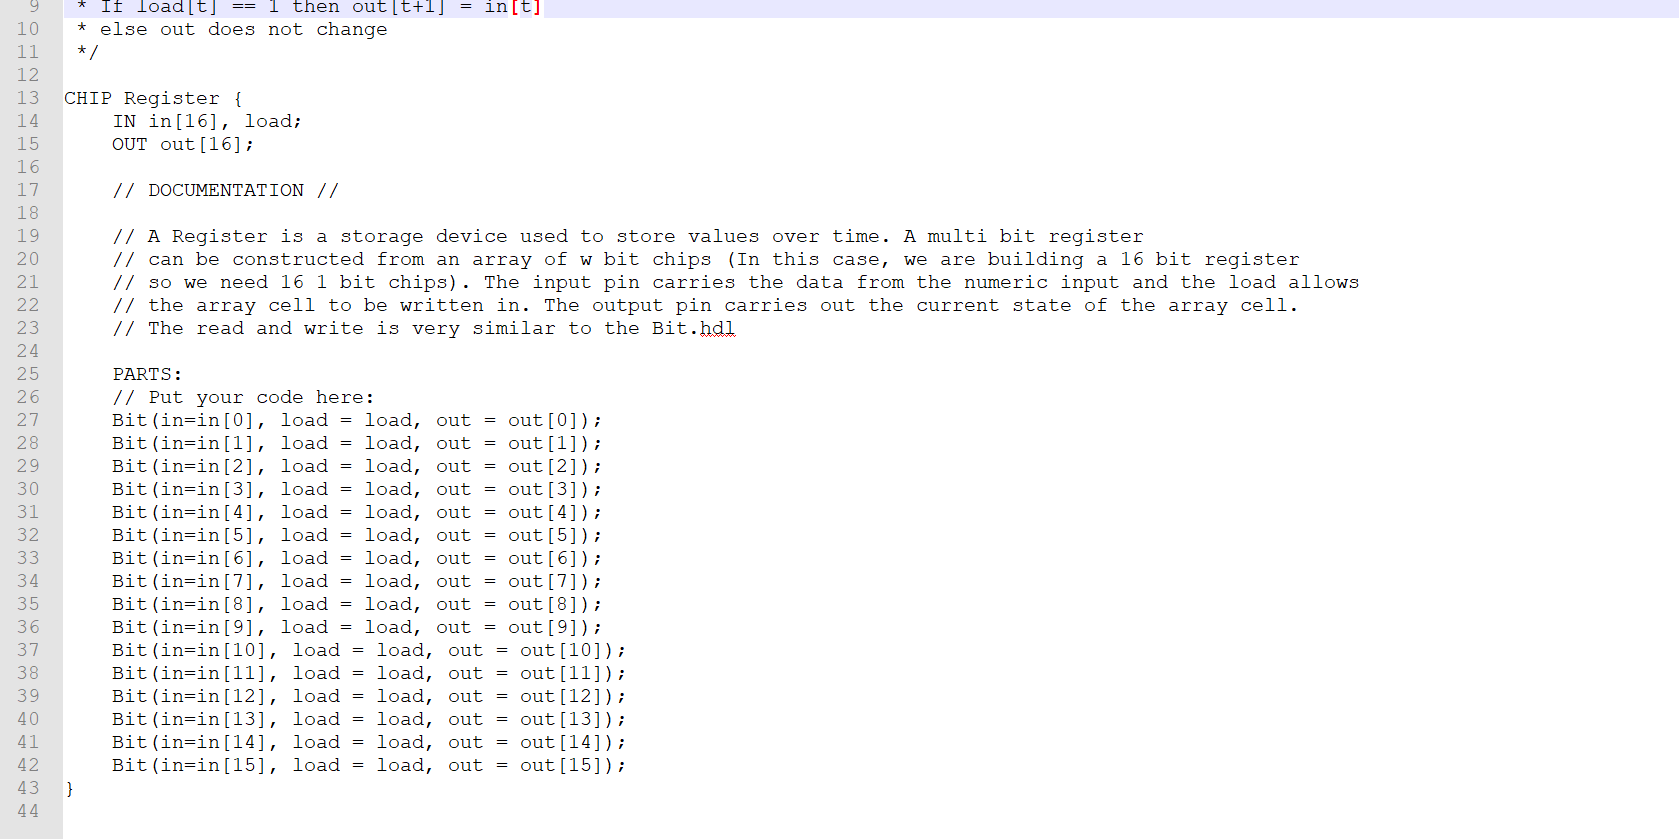 9 * If load[t] == 1 then out[t+1] = in[t]
10 * else out does not change
11 */
12
13 CHIP Register {
14 IN in[16], load;
15 OUT out[16];
16
17 // DOCUMENTATION //
18
19 // A Register is a storage device used to store values over time. A multi bit register
20 // can be constructed from an array of w bit chips (In this case, we are building a 16 bit register
21 // so we need 16 1 bit chips). The input pin carries the data from the numeric input and the load allows
22 // the array cell to be written in. The output pin carries out the current state of the array cell.
23 // The read and write is very similar to the Bit.hdl
24
25 PARTS:
26 // Put your code here:
27 Bit(in=in[0], load = load, out = out[0]);
28 Bit(in=in[1], load = load, out = out[1]);
29 Bit(in=in[2], load = load, out = out[2]);
30 Bit(in=in[3], load = load, out = out[3]);
31 Bit(in=in[4], load = load, out = out[4]);
32 Bit(in=in[5], load = load, out = out[5]);
33 Bit(in=in[6], load = load, out = out[6]);
34 Bit(in=in[7], load = load, out = out[7]);
35 Bit(in=in[8], load = load, out = out[8]);
36 Bit(in=in[9], load = load, out = out[9]);
37 Bit(in=in[10], load = load, out = out[10]);
38 Bit(in=in[11], load = load, out = out[11]);
39 Bit(in=in[12], load = load, out = out[12]);
40 Bit(in=in[13], load = load, out = out[13]);
41 Bit(in=in[14], load = load, out = out[14]);
42 Bit(in=in[15], load = load, out = out[15]);
43 }
44